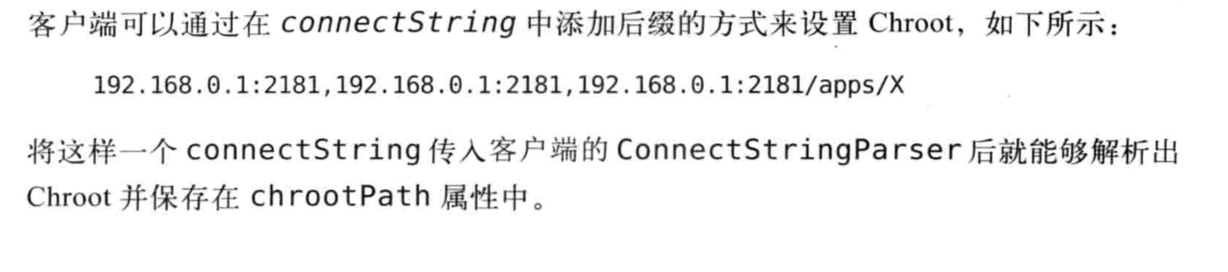 客户端可以通过在 connectString 中添加后缀的方式来设置 Chroot，如下所示：
192.168.0.1:2181,192.168.0.1:2181,192.168.0.1:2181/apps/X
将这样一个 connectString 传入客户端的 ConnectStringParser 后就能够解析出
Chroot 并保存在 chrootPath 属性中。